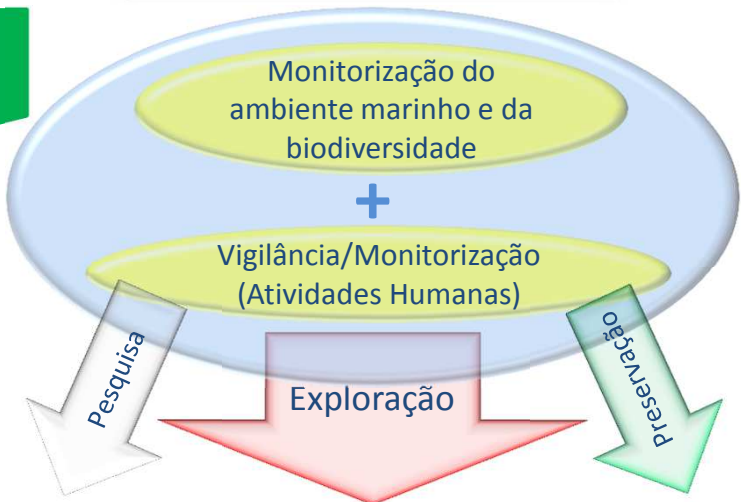 Monitorização do
ambiente marinho e da
biodiversidade
+
Vigilância/Monitorização
(Atividades Humanas)
Pesquisa
Exploração
Preservação